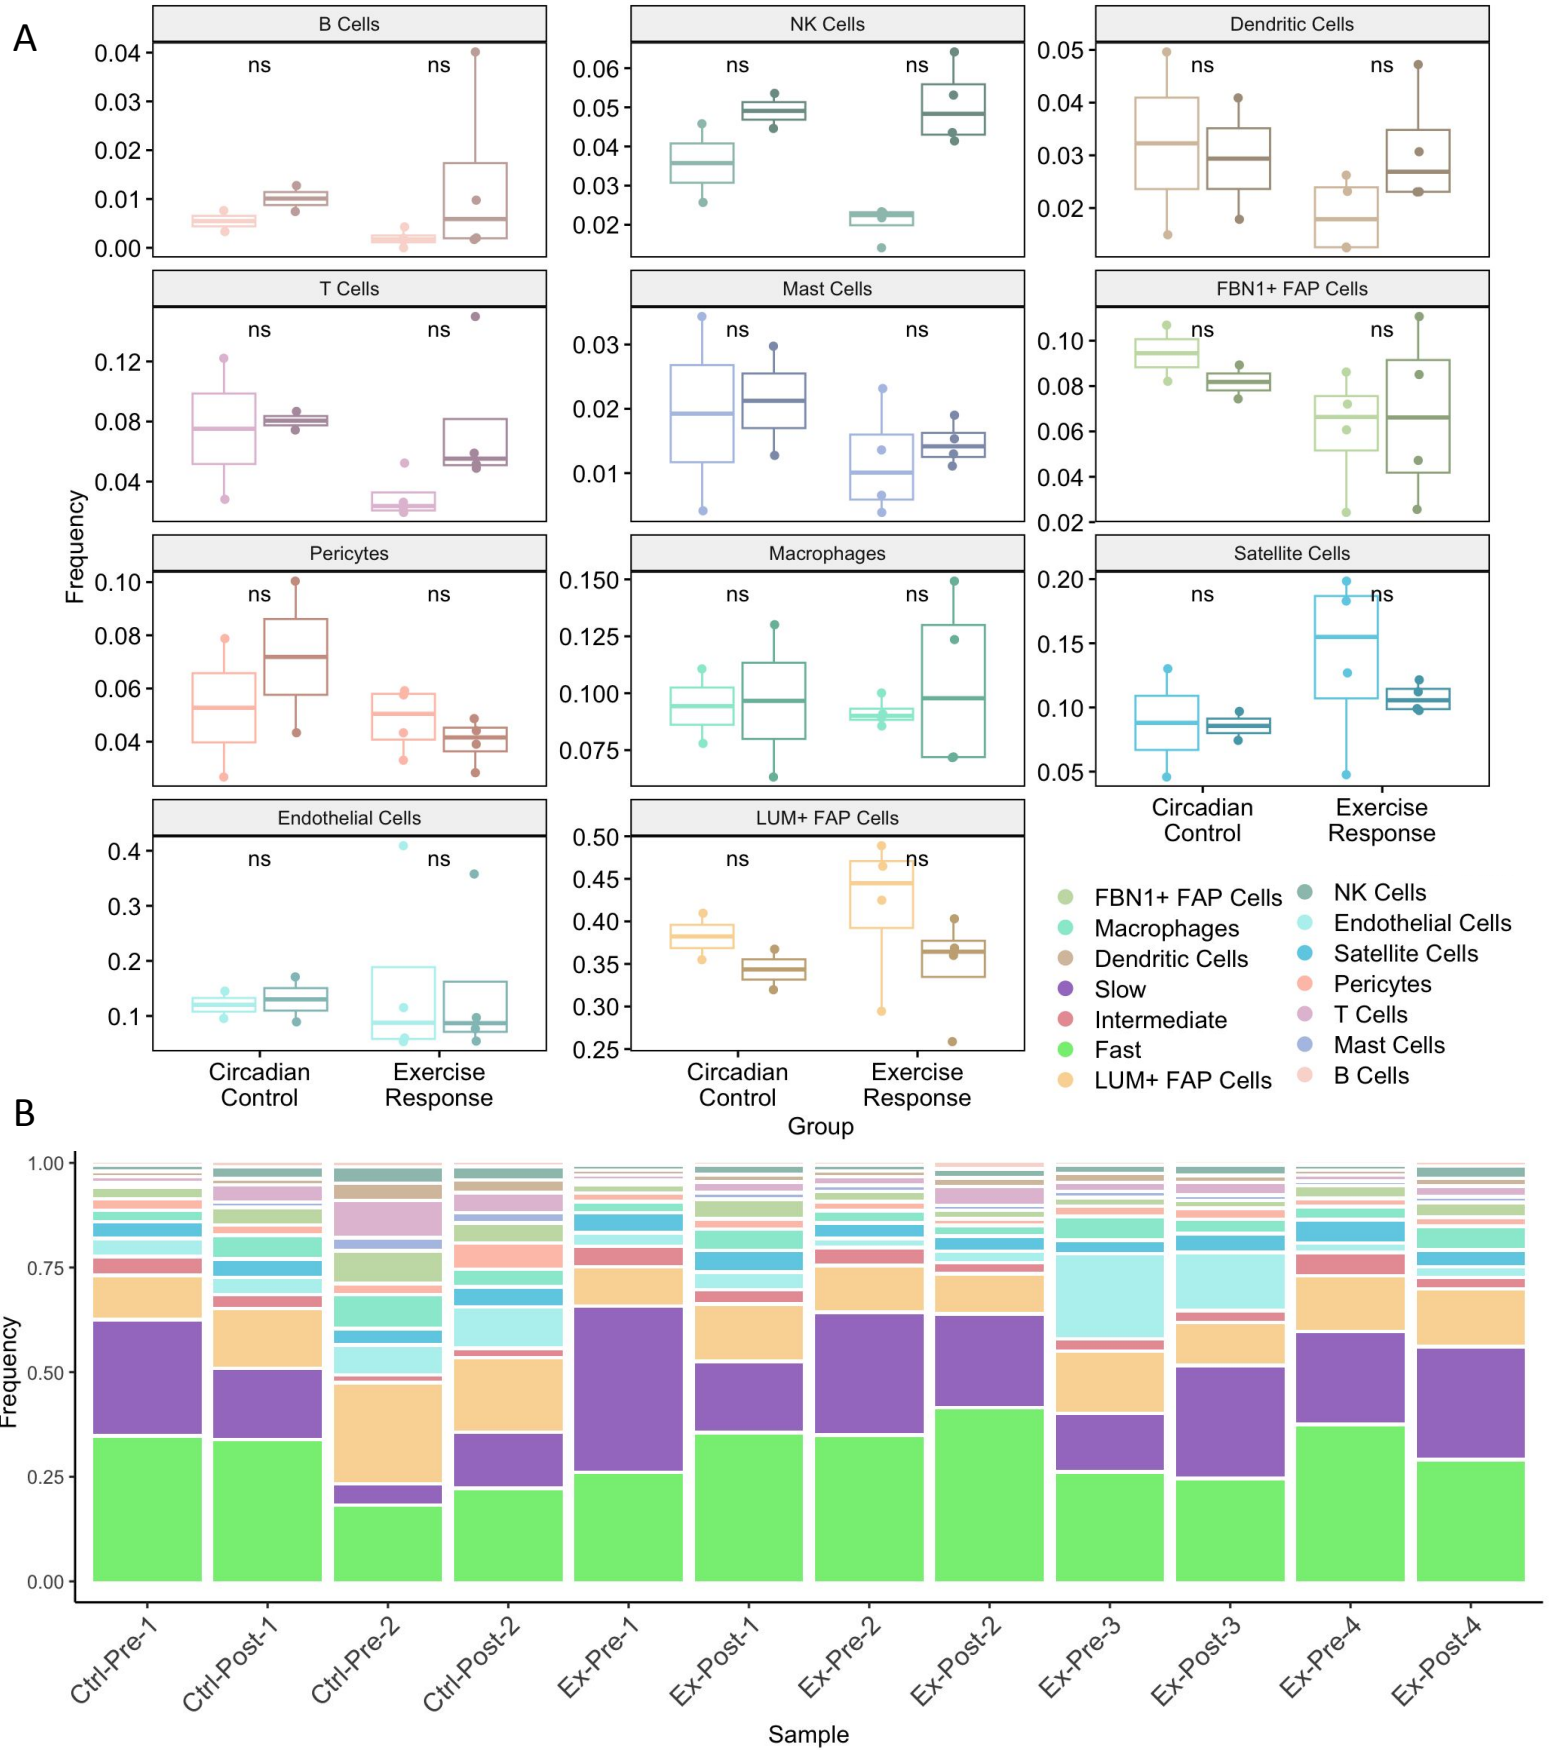 A
B Cells
NK Cells
Dendritic Cells
0.04
0.03
0.02
0.01
0.00
ns
ns
0.06
0.05
0.04
0.03
0.02
ns
ns
0.05
0.04
0.03
0.02
ns
ns
T Cells
Mast Cells
FBN1+ FAP Cells
0.12
0.08
0.04
ns
ns
0.03
0.02
0.01
ns
ns
0.10
0.08
0.06
0.04
0.02
ns
ns
Frequency
Pericytes
Macrophages
Satellite Cells
0.10
0.08
0.06
0.04
ns
ns
0.150
0.125
0.100
0.075
ns
ns
0.20
0.15
0.10
0.05
ns
ns
Circadian
Control
Exercise
Response
Endothelial Cells
LUM+ FAP Cells
0.4
0.3
0.2
0.1
ns
ns
0.50
0.45
0.40
0.35
0.30
0.25
ns
ns
Circadian
Control
Exercise
Response
Circadian
Control
Exercise
Response
Group
FBN1+ FAP Cells
Macrophages
Dendritic Cells
Slow
Intermediate
Fast
LUM+ FAP Cells
NK Cells
Endothelial Cells
Satellite Cells
Pericytes
T Cells
Mast Cells
B Cells
B
1.00
0.75
0.50
0.25
0.00
Frequency
Ctrl-Pre-1
Ctrl-Post-1
Ctrl-Pre-2
Ctrl-Post-2
Ex-Pre-1
Ex-Post-1
Ex-Pre-2
Ex-Post-2
Ex-Pre-3
Ex-Post-3
Ex-Pre-4
Ex-Post-4
Sample